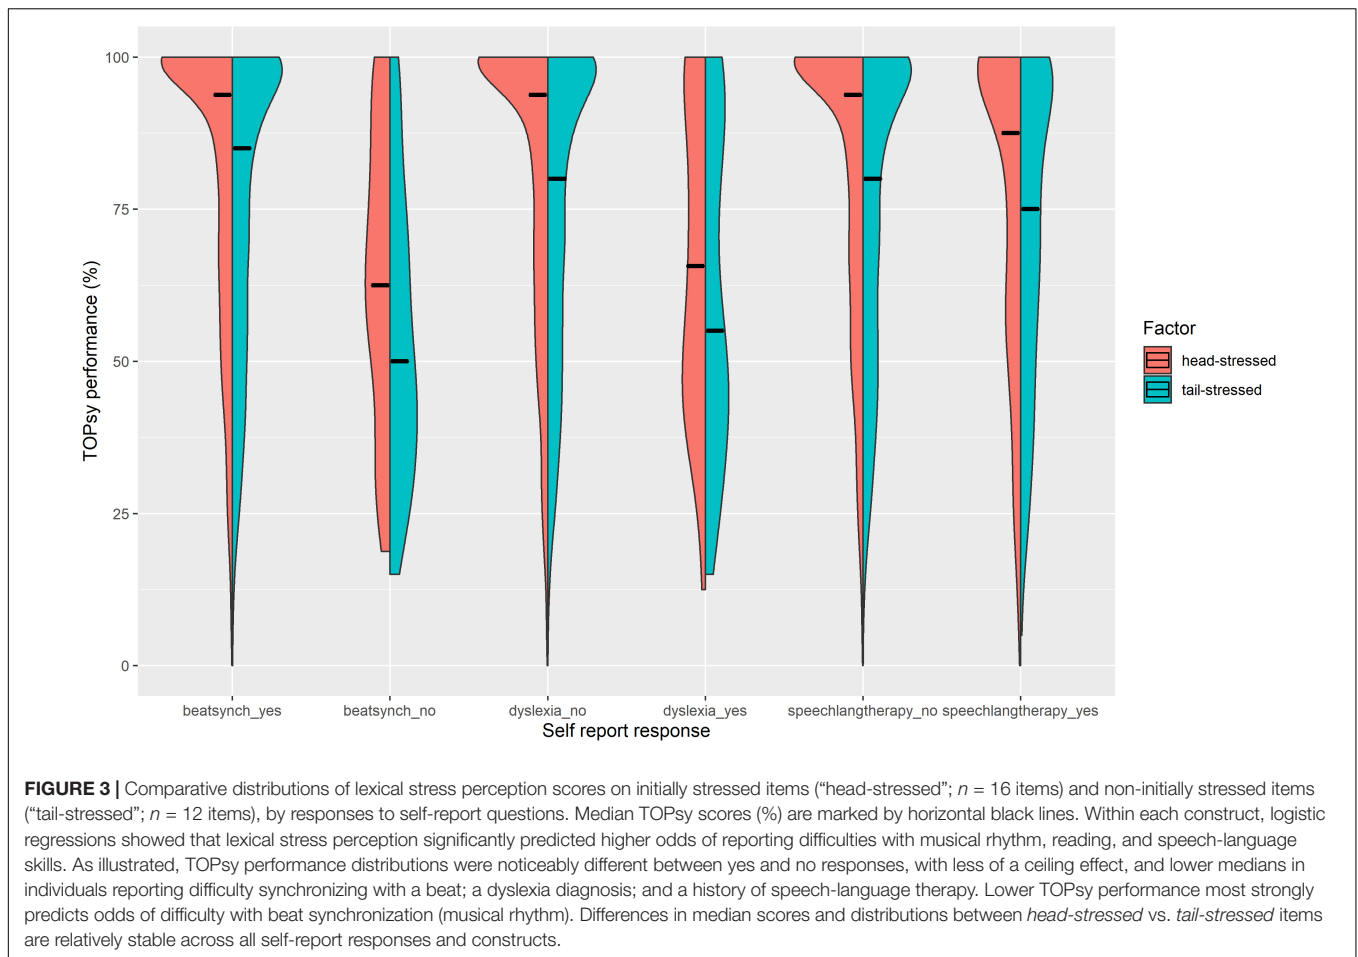 100
75
50
25
0
TOPsy performance (%)
beatsynch_yes
beatsynch_no
dyslexia_no
dyslexia_yes
speechlangtherapy_no
speechlangtherapy_yes
Self report response
Factor
head-stressed
tail-stressed
FIGURE 3 | Comparative distributions of lexical stress perception scores on initially stressed items (“head-stressed”; n = 16 items) and non-initially stressed items
(“tail-stressed”; n = 12 items), by responses to self-report questions. Median TOPsy scores (%) are marked by horizontal black lines. Within each construct, logistic
regressions showed that lexical stress perception significantly predicted higher odds of reporting difficulties with musical rhythm, reading, and speech-language
skills. As illustrated, TOPsy performance distributions were noticeably different between yes and no responses, with less of a ceiling effect, and lower medians in
individuals reporting difficulty synchronizing with a beat; a dyslexia diagnosis; and a history of speech-language therapy. Lower TOPsy performance most strongly
predicts odds of difficulty with beat synchronization (musical rhythm). Differences in median scores and distributions between head-stressed vs. tail-stressed items
are relatively stable across all self-report responses and constructs.